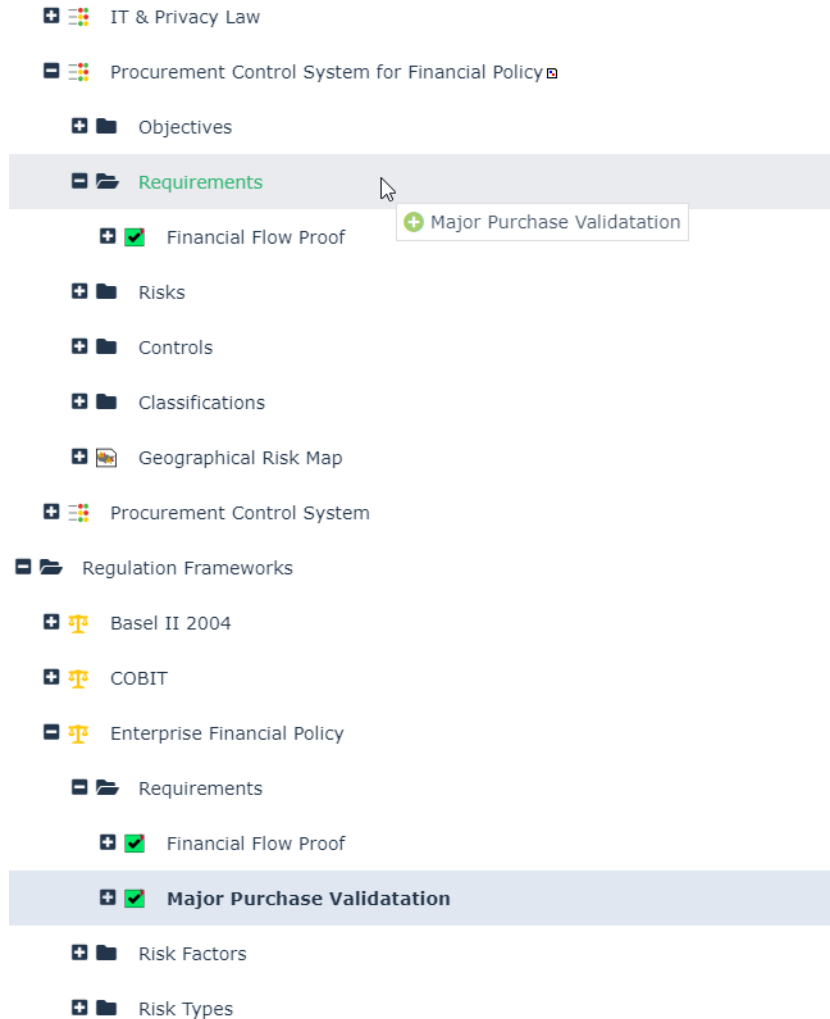 IT & Privacy Law
Procurement Control System for Financial Policy
Objectives
Requirements
Major Purchase Validatation
Financial Flow Proof
Risks
Controls
Classifications
Geographical Risk Map
Procurement Control System
Regulation Frameworks
Basel II 2004
COBIT
Enterprise Financial Policy
Requirements
Financial Flow Proof
Major Purchase Validatation
Risk Factors
Risk Types